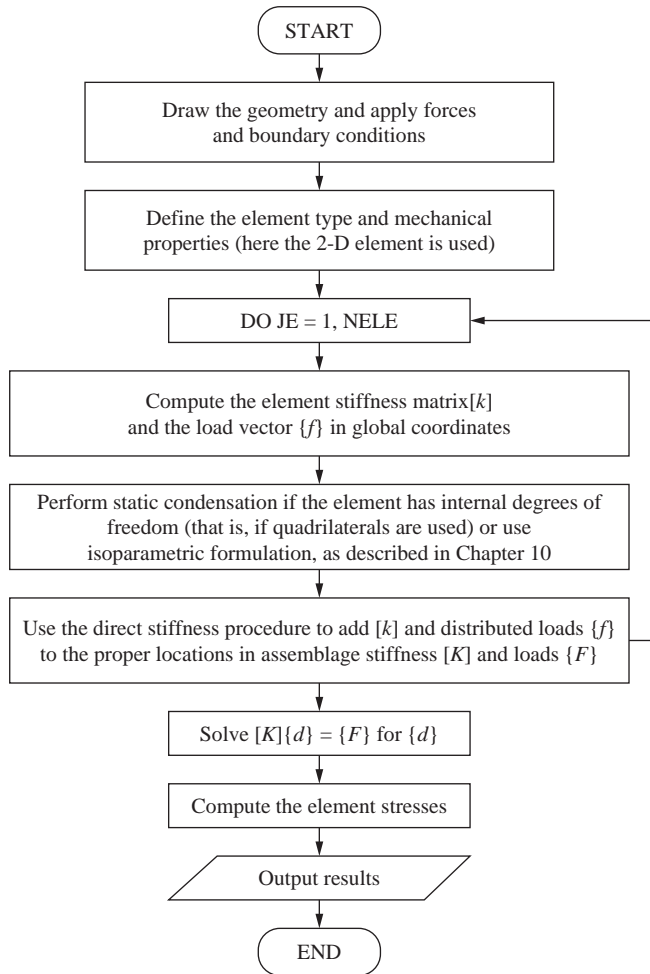 START
Draw the geometry and apply forces
and boundary conditions
Define the element type and mechanical
properties (here the 2-D element is used)
DO JE = 1, NELE
Compute the element stiffness matrix[k]
and the load vector {f} in global coordinates
Perform static condensation if the element has internal degrees of
freedom (that is, if quadrilaterals are used) or use
isoparametric formulation, as described in Chapter 10
Use the direct stiffness procedure to add [k] and distributed loads {f}
to the proper locations in assemblage stiffness [K] and loads {F}
Solve [K]{d} = {F} for {d}
Compute the element stresses
Output results
END